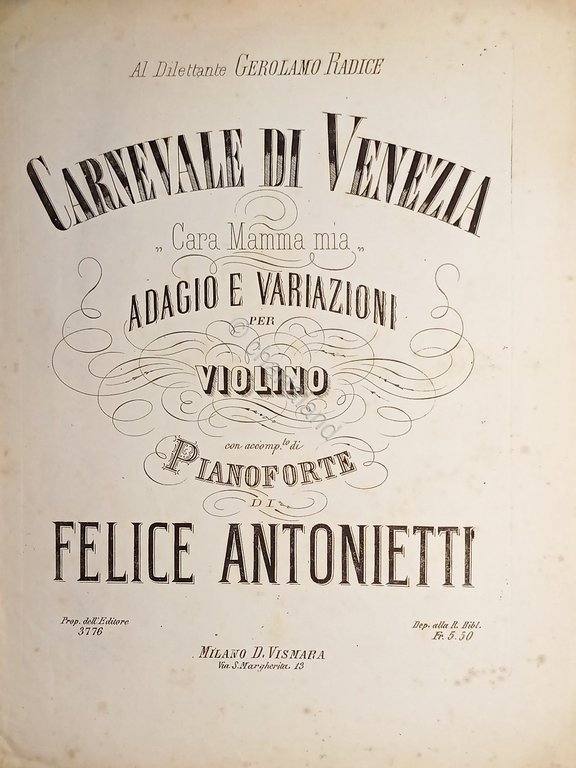 Al Dilettante GEROLAMO RADICE
CARNEVALE DI VENEZIA
„ Cara Mamma mia „
ADAGIO E VARIAZIONI
PER
VIOLINO
con accomp.to di
PIANOFORTE
DI
FELICE ANTONIETTI
Prop. dell'Editore
3776
Dep. alla R. Bibl.
Fr. 5.50
MILANO D. VISMARA
Via S. Margherita 13